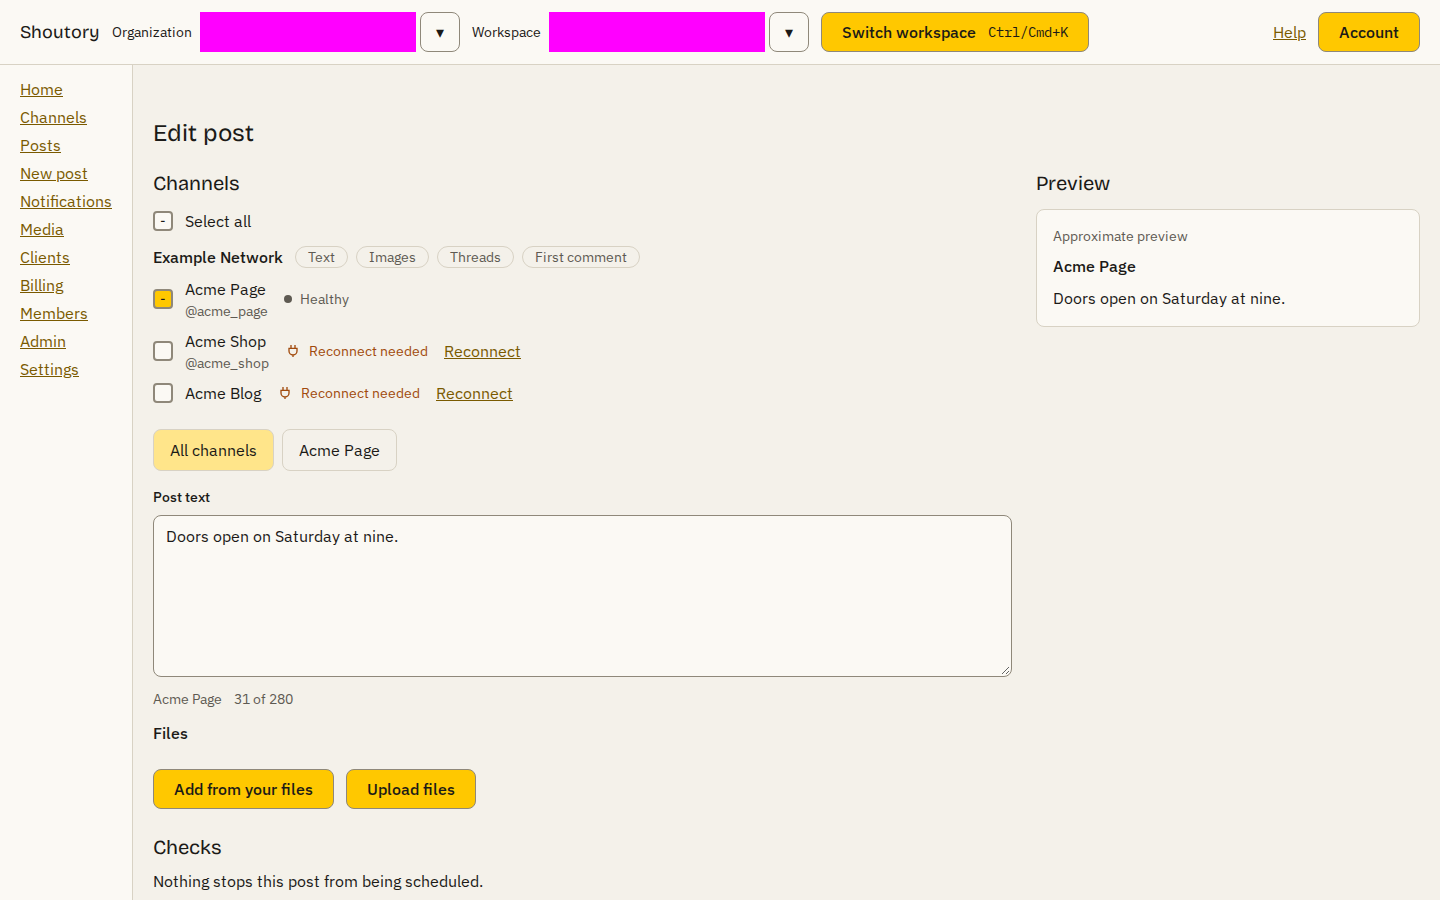 Shoutory Organization ▼ Workspace ▼ Switch workspace Ctrl/Cmd+K Help Account
Home
Channels
Posts
New post
Notifications
Media
Clients
Billing
Members
Admin
Settings
Edit post
Channels
- Select all
Example Network Text Images Threads First comment
- Acme Page
@acme_page
Healthy
Acme Shop
@acme_shop
Reconnect needed Reconnect
Acme Blog Reconnect needed Reconnect
All channels Acme Page
Post text
Doors open on Saturday at nine.
Acme Page 31 of 280
Files
Add from your files Upload files
Checks
Nothing stops this post from being scheduled.
Preview
Approximate preview
Acme Page
Doors open on Saturday at nine.